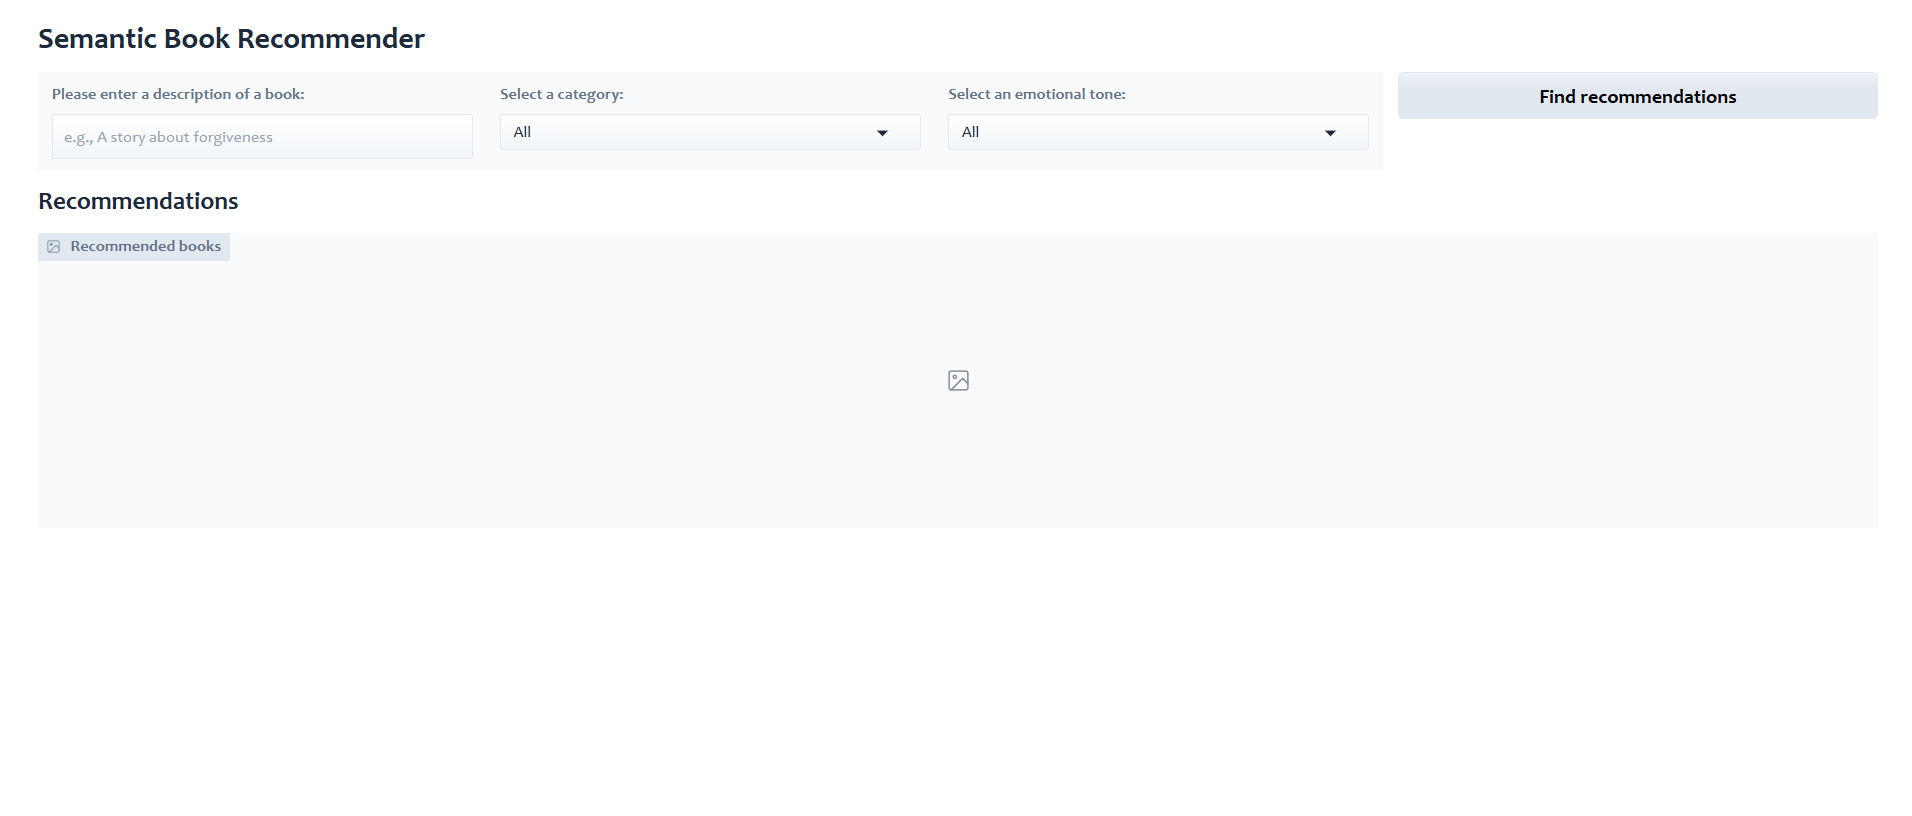 Semantic Book Recommender
Please enter a description of a book:
e.g., A story about forgiveness
Select a category:
All
Select an emotional tone:
All
Find recommendations
Recommendations
Recommended books